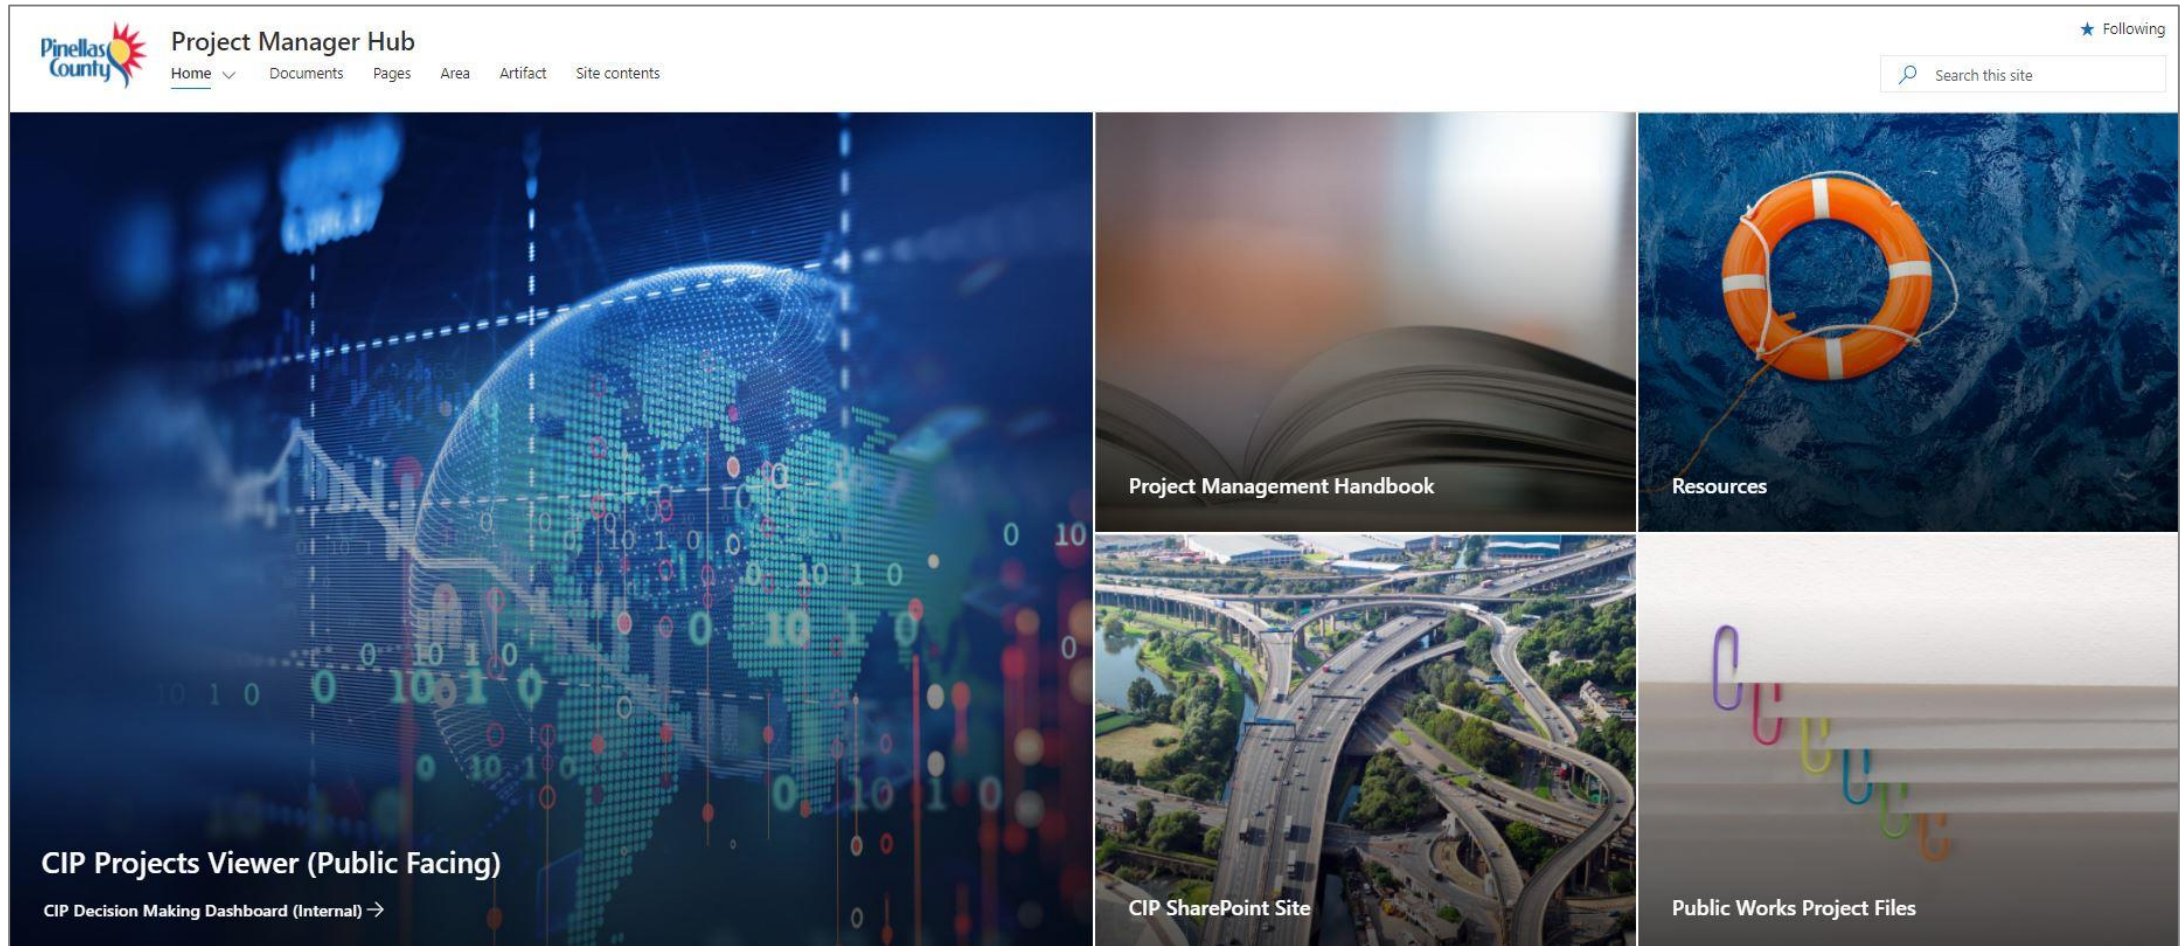 Pinellas
County
Project Manager Hub
Home
Documents
Pages
Area
Artifact
Site contents
Following
Search this site
CIP Projects Viewer (Public Facing)
CIP Decision Making Dashboard (Internal)
Project Management Handbook
Resources
CIP SharePoint Site
Public Works Project Files